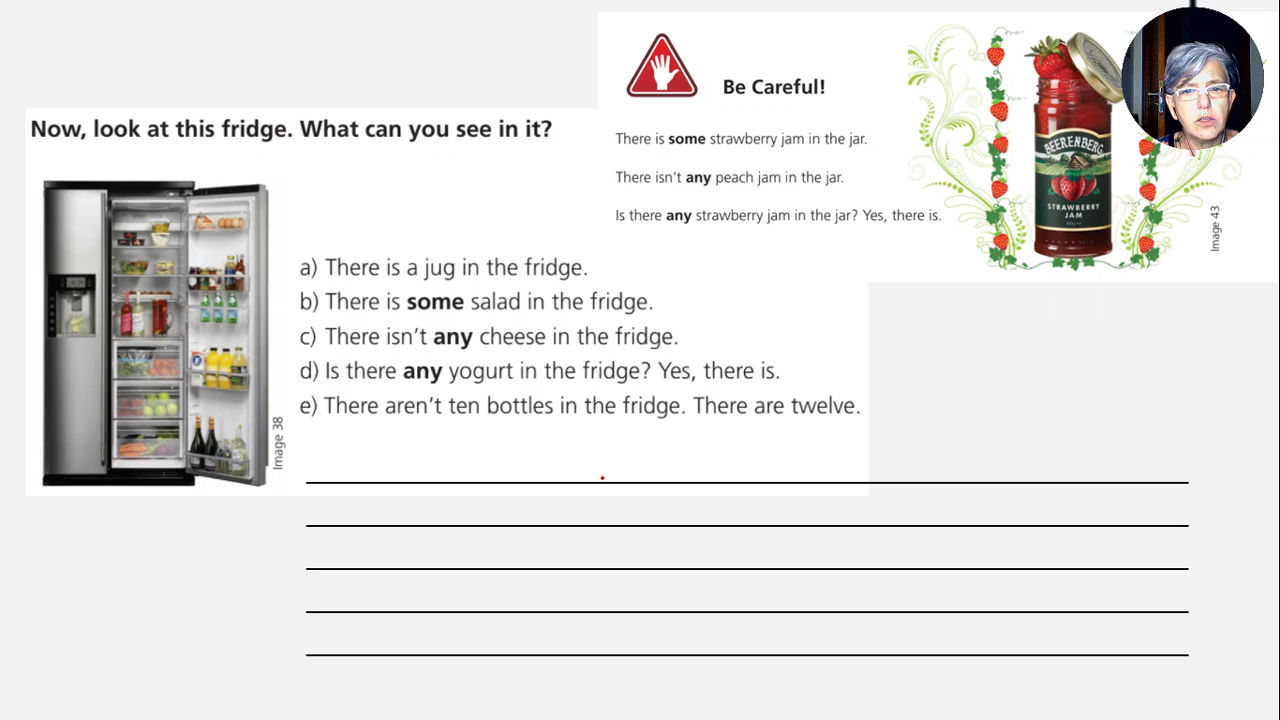 Be Careful!
There is some strawberry jam in the jar.
There isn't any peach jam in the jar.
Is there any strawberry jam in the jar? Yes, there is.
BEERENBERG
STRAWBERRY
JAM
Image 43
Now, look at this fridge. What can you see in it?
a) There is a jug in the fridge.
b) There is some salad in the fridge.
c) There isn't any cheese in the fridge.
d) Is there any yogurt in the fridge? Yes, there is.
e) There aren't ten bottles in the fridge. There are twelve.
Image 38